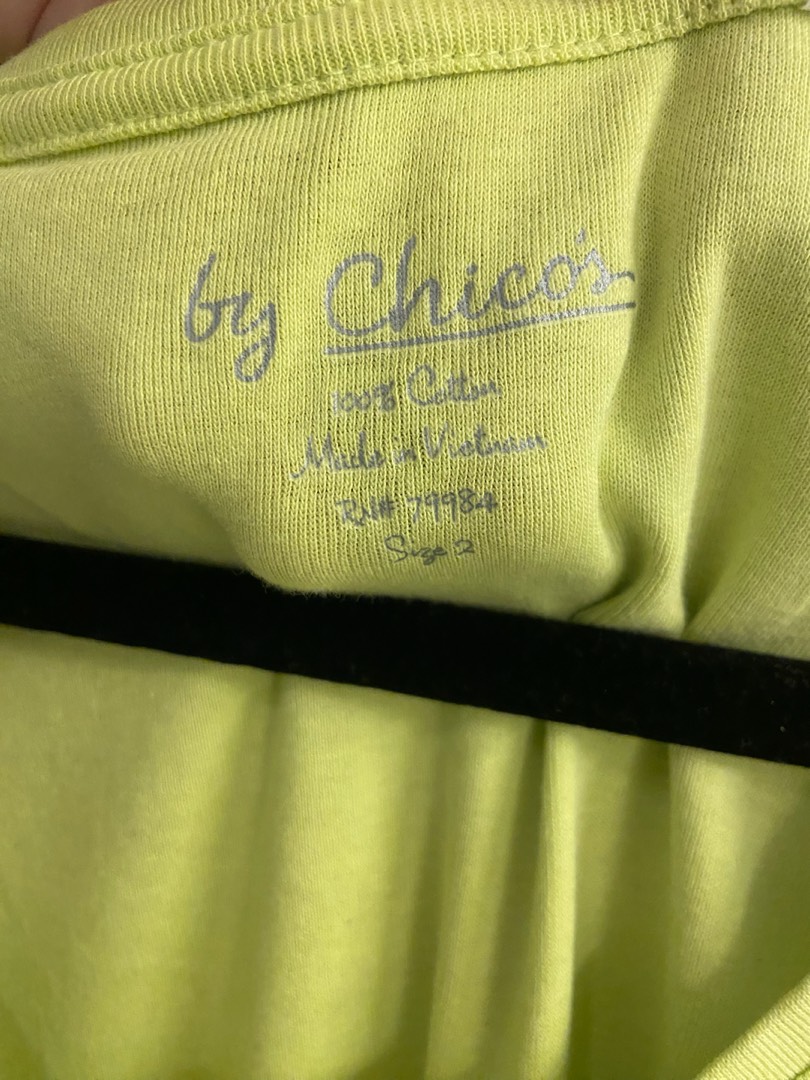 by Chico's
100% Cotton
Made in Vietnam
RN# 79984
Size 2